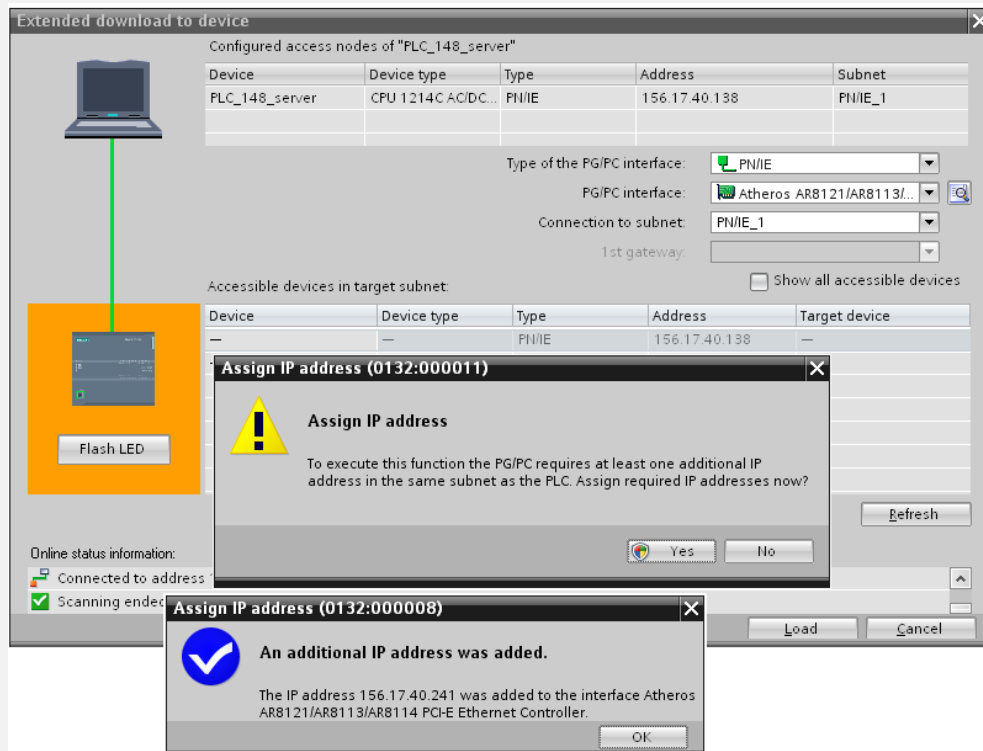 Extended download to device
Configured access nodes of "PLC_148_server"
Device Device type Type Address Subnet
PLC_148_server CPU 1214C AC/DC... PN/IE 156.17.40.138 PN/IE_1
Type of the PG/PC interface: PN/IE
PG/PC interface: Atheros AR8121/AR8113/...
Connection to subnet: PN/IE_1
1st gateway:
Accessible devices in target subnet: Show all accessible devices
Device Device type Type Address Target device
— — PN/IE 156.17.40.138 —
Assign IP address (0132:000011)
Assign IP address
To execute this function the PG/PC requires at least one additional IP
address in the same subnet as the PLC. Assign required IP addresses now?
Yes No
Flash LED
Refresh
Online status information:
Connected to address
Scanning ended
Load Cancel
Assign IP address (0132:000008)
An additional IP address was added.
The IP address 156.17.40.241 was added to the interface Atheros
AR8121/AR8113/AR8114 PCI-E Ethernet Controller.
OK